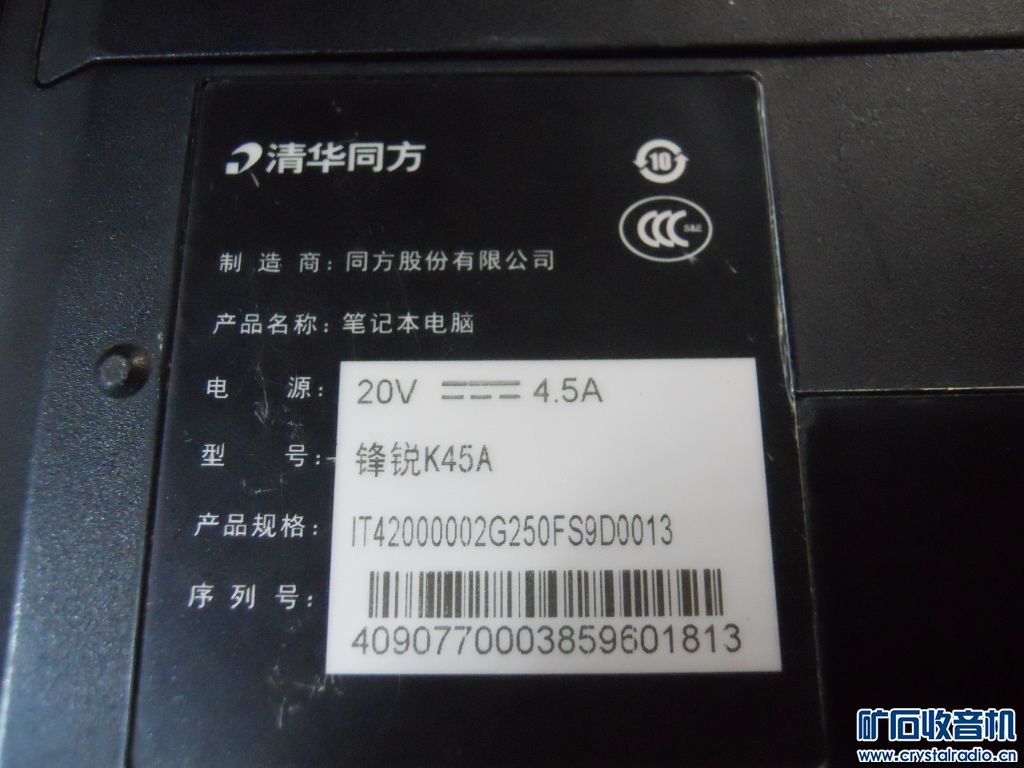 清华同方
10
CCC S&E
制造商：同方股份有限公司
产品名称：笔记本电脑
电源：20V 4.5A
型号：锋锐K45A
产品规格：IT42000002G250FS9D0013
序列号：
4090770003859601813
矿石收音机
www.crystalradio.cn